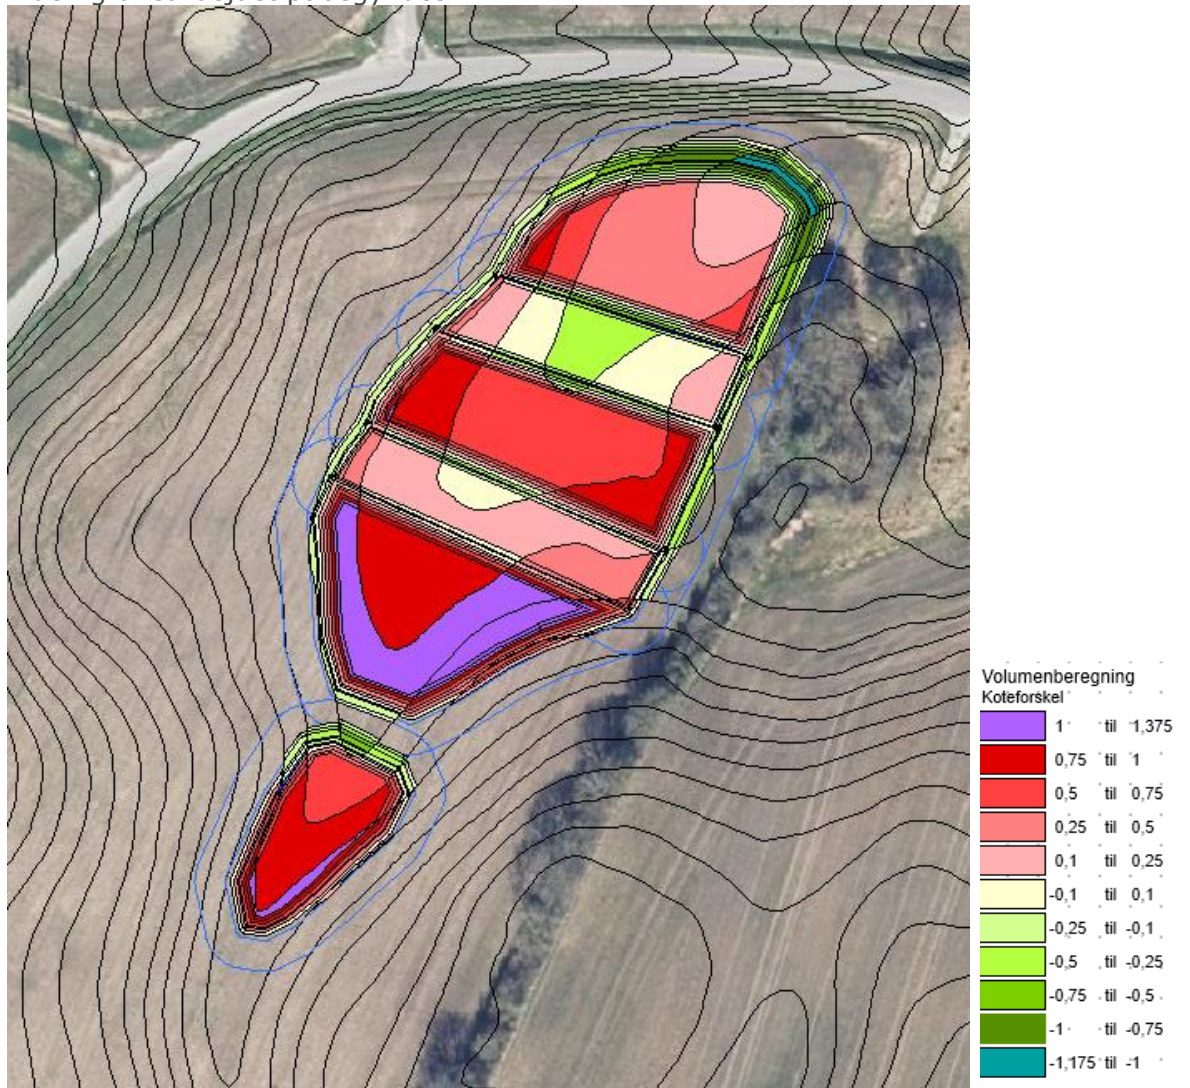 Volumenberegning
Koteforskel
1 til 1,375
0,75 til 1
0,5 til 0,75
0,25 til 0,5
0,1 til 0,25
-0,1 til 0,1
-0,25 til -0,1
-0,5 til -0,25
-0,75 til -0,5
-1 til -0,75
-1,175 til -1